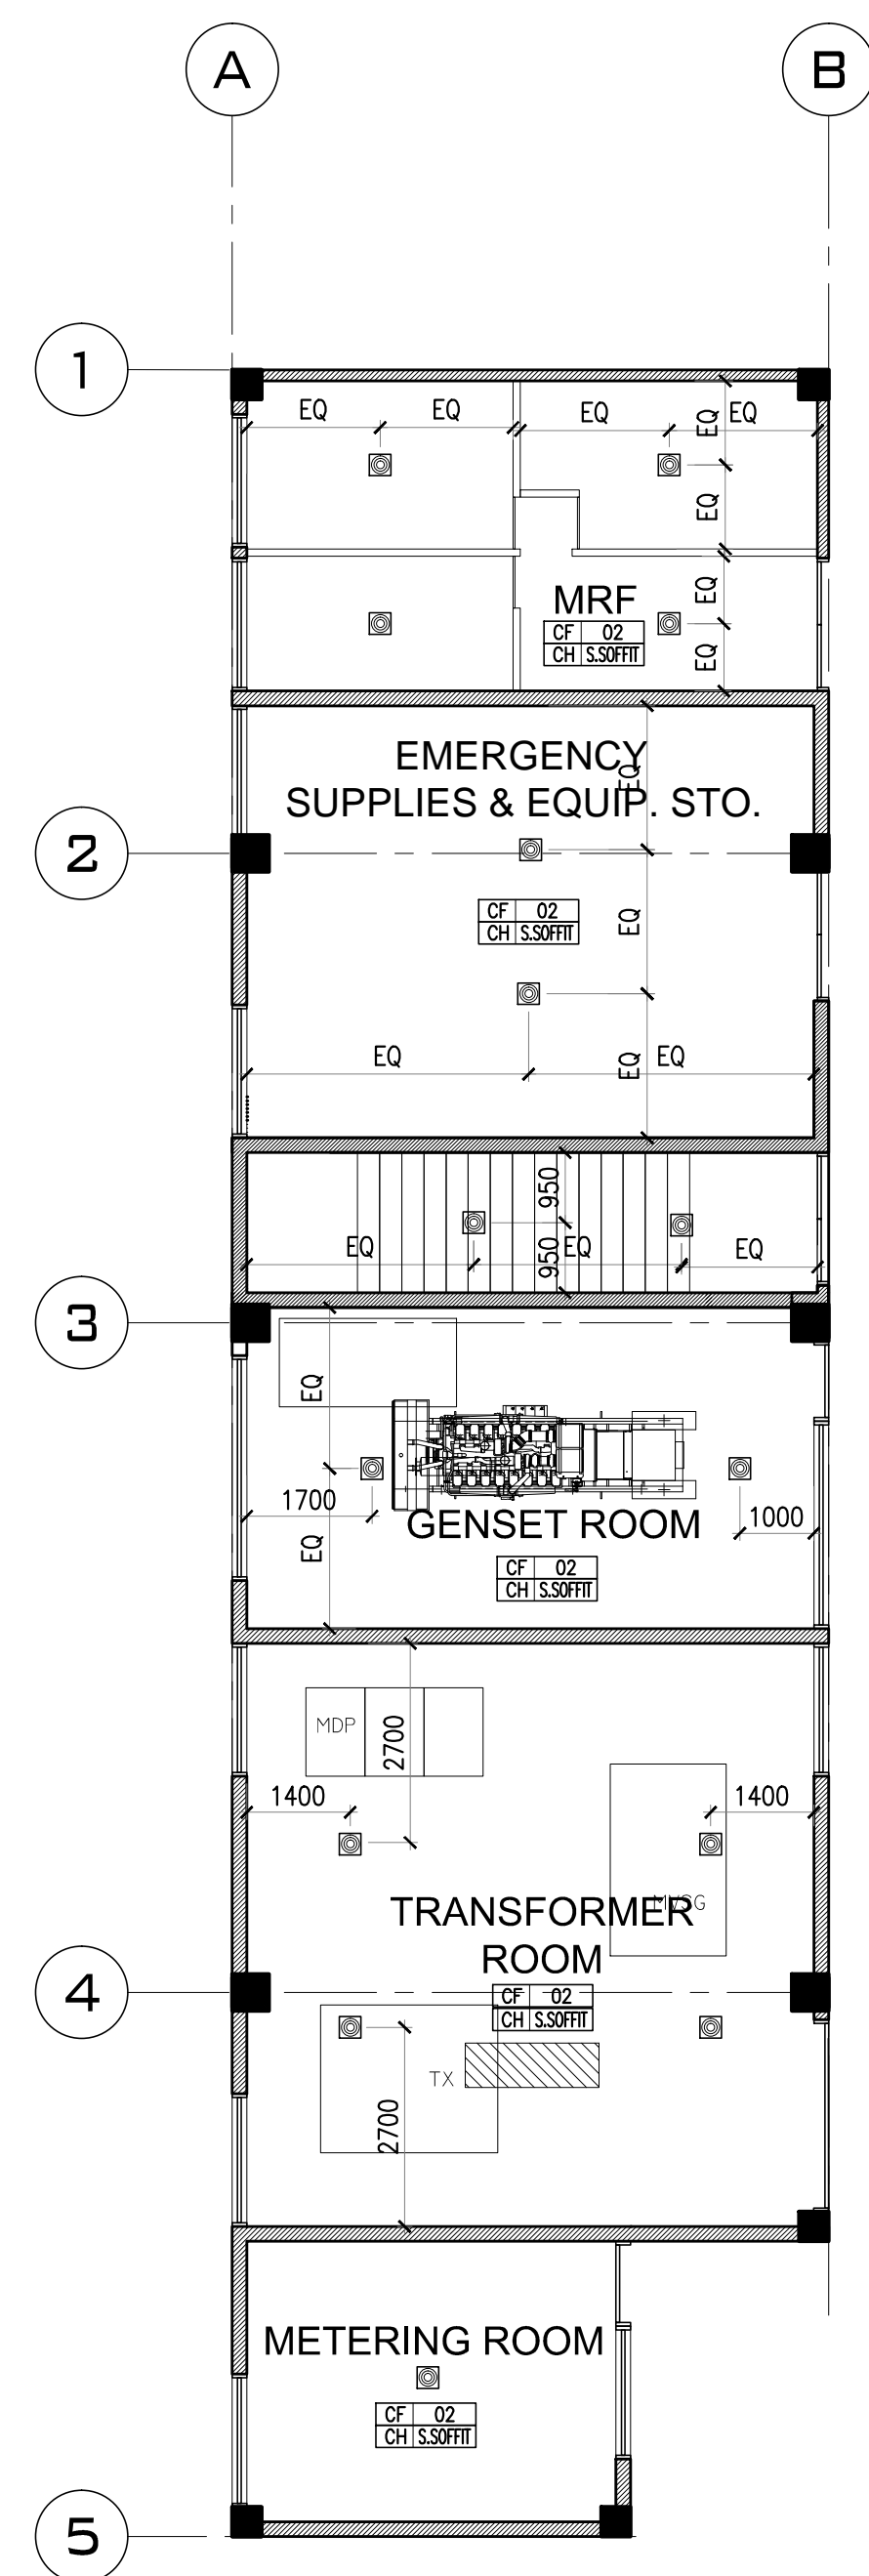 A B
1
EQ EQ EQ EQ EQ
EQ
MRF EQ
CF 02
CH S.SOFFIT EQ
EMERGENCY
EQ
SUPPLIES & EQUIP. STO.
2
CF 02 EQ
CH S.SOFFIT
EQ EQ EQ
950
EQ EQ 950 EQ
3
EQ
1700 1000
GENSET ROOM
EQ
CF 02
CH S.SOFFIT
MDP 2700
1400 1400
MVSG
TRANSFORMER
ROOM
4
CF 02
CH S.SOFFIT
TX
2700
METERING ROOM
CF 02
CH S.SOFFIT
5